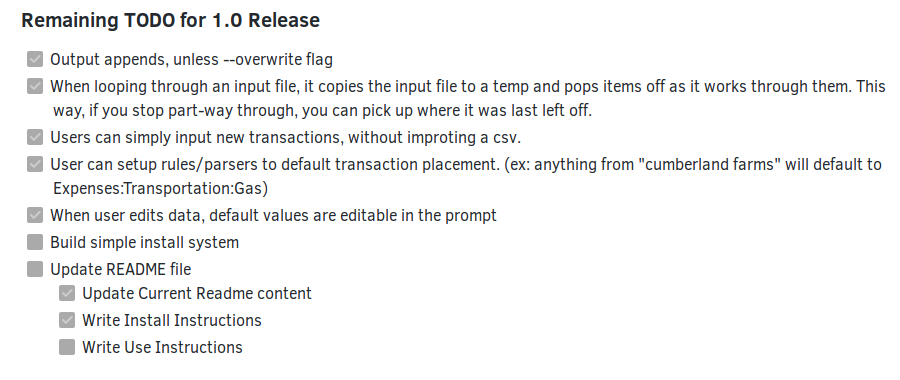 Remaining TODO for 1.0 Release
Output appends, unless --overwrite flag
When looping through an input file, it copies the input file to a temp and pops items off as it works through them. This
way, if you stop part-way through, you can pick up where it was last left off.
Users can simply input new transactions, without improting a csv.
User can setup rules/parsers to default transaction placement. (ex: anything from "cumberland farms" will default to
Expenses:Transportation:Gas)
When user edits data, default values are editable in the prompt
Build simple install system
Update README file
Update Current Readme content
Write Install Instructions
Write Use Instructions